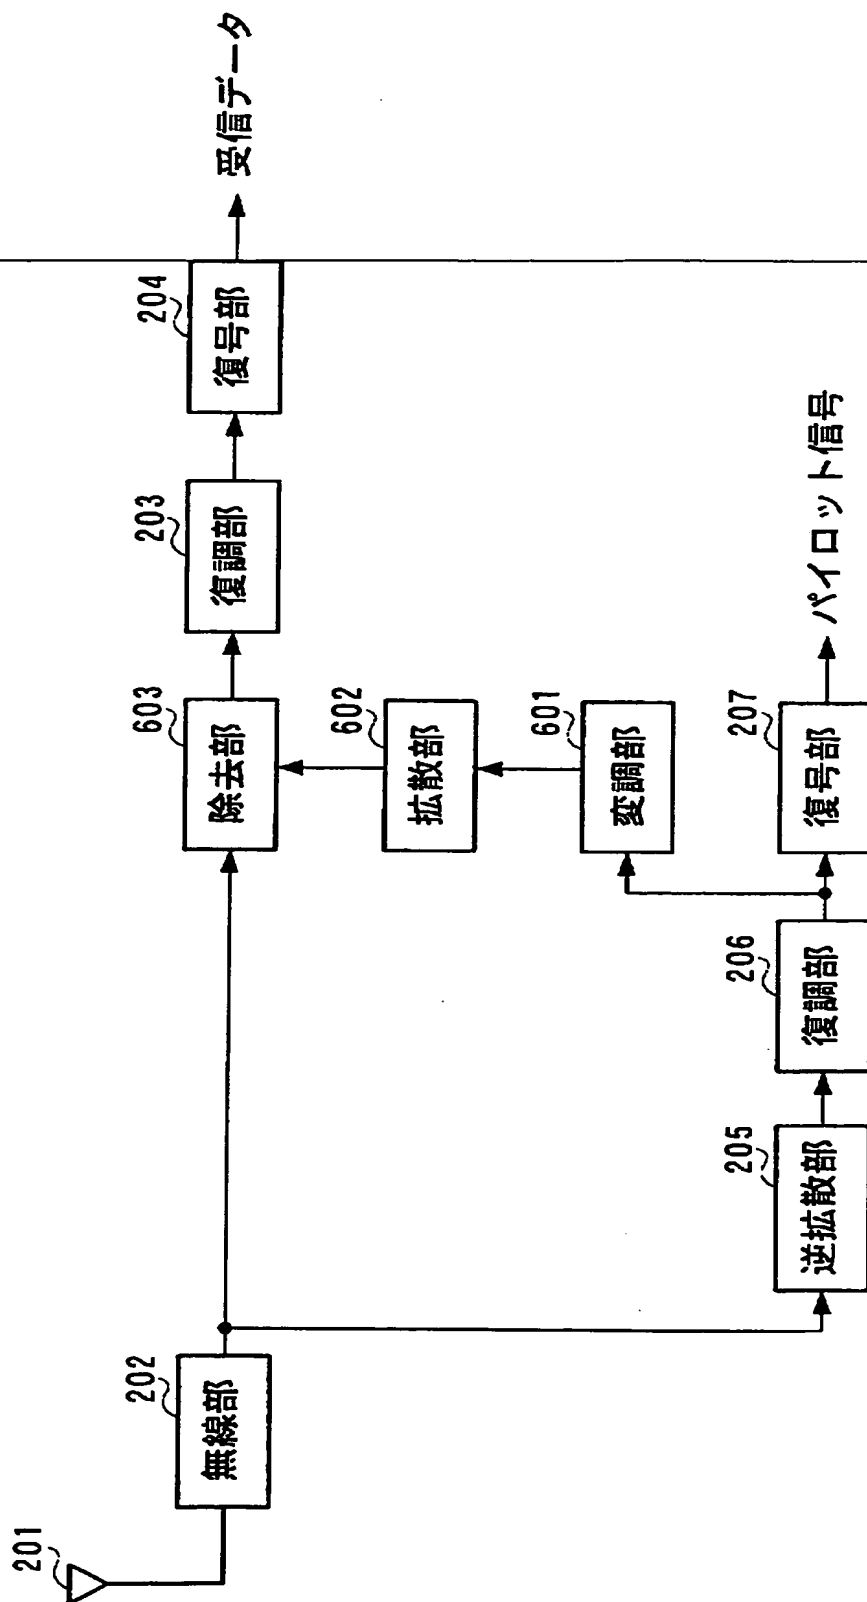 201
202
無線部
603
除去部
203
復調部
204
復号部
受信データ
602
拡散部
601
変調部
205
逆拡散部
206
復調部
207
復号部
パイロット信号